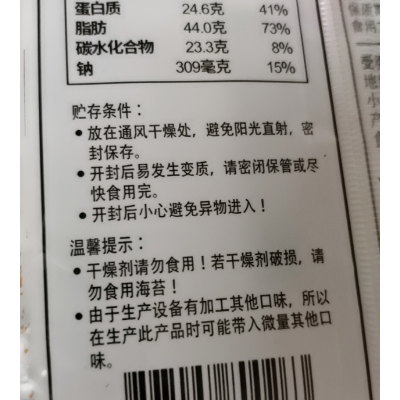 蛋白质 24.6克 41%
脂肪 44.0克 73%
碳水化合物 23.3克 8%
钠 309毫克 15%
贮存条件：
• 放在通风干燥处，避免阳光直射，密
封保存。
• 开封后易发生变质，请密闭保管或尽
快食用完。
• 开封后小心避免异物进入！
温馨提示：
• 干燥剂请勿食用！若干燥剂破损，请
勿食用海苔！
• 由于生产设备有加工其他口味，所以
在生产此产品时可能带入微量其他口
味。